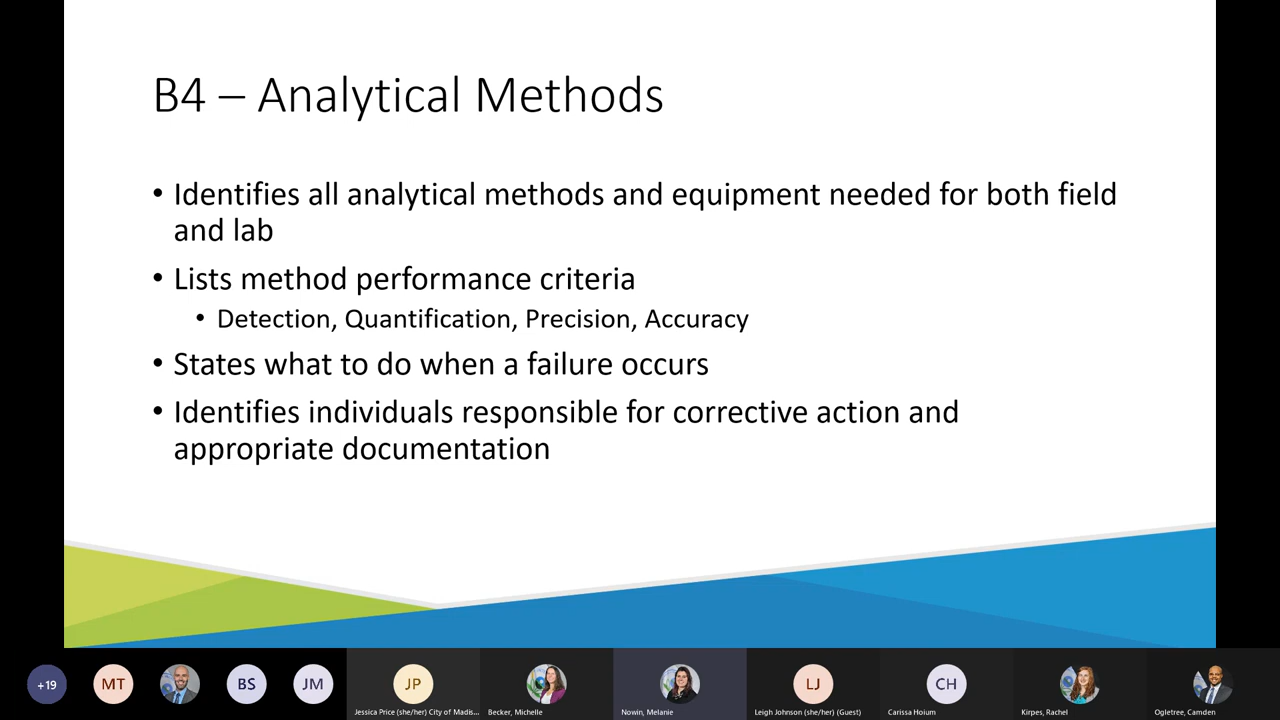 B4 – Analytical Methods
• Identifies all analytical methods and equipment needed for both field
and lab
• Lists method performance criteria
• Detection, Quantification, Precision, Accuracy
• States what to do when a failure occurs
• Identifies individuals responsible for corrective action and
appropriate documentation
+19
MT
BS
JM
JP
LJ
CH
Jessica Price (she/her) City of Madis...
Becker, Michelle
Nowin, Melanie
Leigh Johnson (she/her) (Guest)
Carissa Hoium
Kirpes, Rachel
Ogletree, Camden